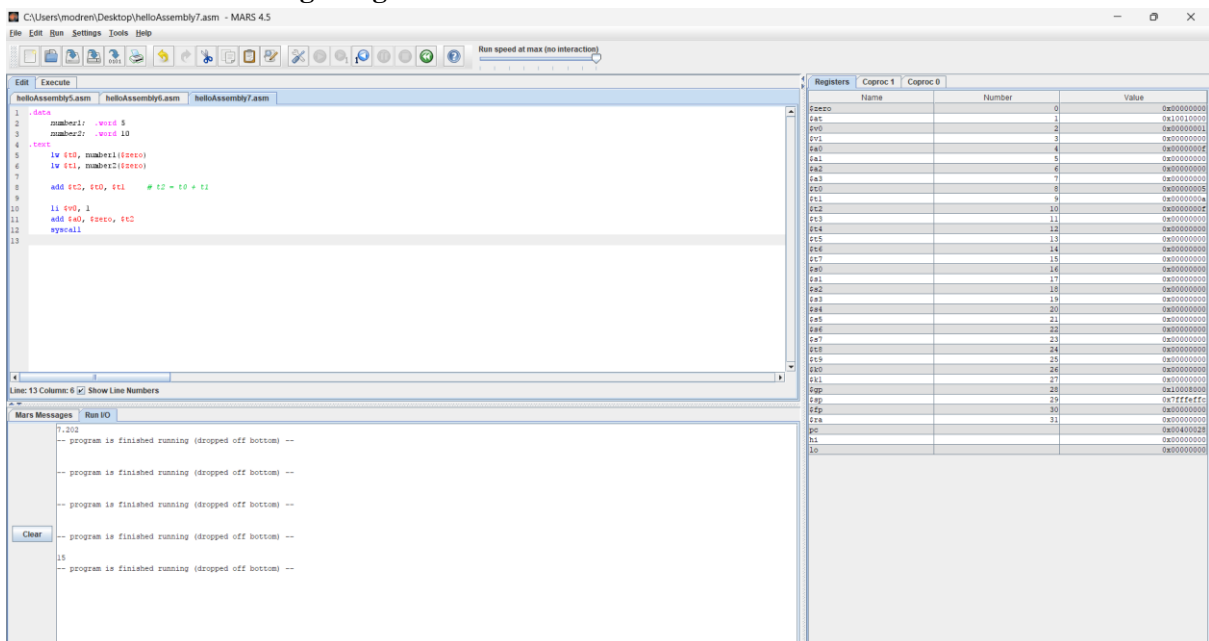 C:\Users\modren\Desktop\helloAssembly7.asm - MARS 4.5
File Edit Run Settings Tools Help
Run speed at max (no interaction)
Edit Execute
helloAssembly5.asm helloAssembly6.asm helloAssembly7.asm
1 .data
2 number1: .word 5
3 number2: .word 10
4 .text
5 lw $t0, number1($zero)
6 lw $t1, number2($zero)
7
8 add $t2, $t0, $t1 # t2 = t0 + t1
9
10 li $v0, 1
11 add $a0, $zero, $t2
12 syscall
13
Line: 13 Column: 6 Show Line Numbers
Mars Messages Run I/O
7.202
-- program is finished running (dropped off bottom) --
-- program is finished running (dropped off bottom) --
-- program is finished running (dropped off bottom) --
-- program is finished running (dropped off bottom) --
15
-- program is finished running (dropped off bottom) --
Clear
Registers Coproc 1 Coproc 0
Name Number Value
$zero 0 0x00000000
$at 1 0x10010000
$v0 2 0x00000001
$v1 3 0x00000000
$a0 4 0x0000000f
$a1 5 0x00000000
$a2 6 0x00000000
$a3 7 0x00000000
$t0 8 0x00000005
$t1 9 0x0000000a
$t2 10 0x0000000f
$t3 11 0x00000000
$t4 12 0x00000000
$t5 13 0x00000000
$t6 14 0x00000000
$t7 15 0x00000000
$s0 16 0x00000000
$s1 17 0x00000000
$s2 18 0x00000000
$s3 19 0x00000000
$s4 20 0x00000000
$s5 21 0x00000000
$s6 22 0x00000000
$s7 23 0x00000000
$t8 24 0x00000000
$t9 25 0x00000000
$k0 26 0x00000000
$k1 27 0x00000000
$gp 28 0x10008000
$sp 29 0x7fffeffc
$fp 30 0x00000000
$ra 31 0x00000000
pc 0x00400028
hi 0x00000000
lo 0x00000000